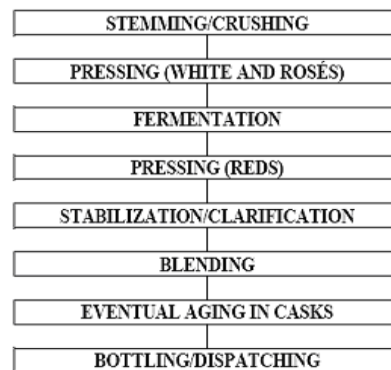 STEMMING/CRUSHING
PRESSING (WHITE AND ROSÉS)
FERMENTATION
PRESSING (REDS)
STABILIZATION/CLARIFICATION
BLENDING
EVENTUAL AGING IN CASKS
BOTTLING/DISPATCHING